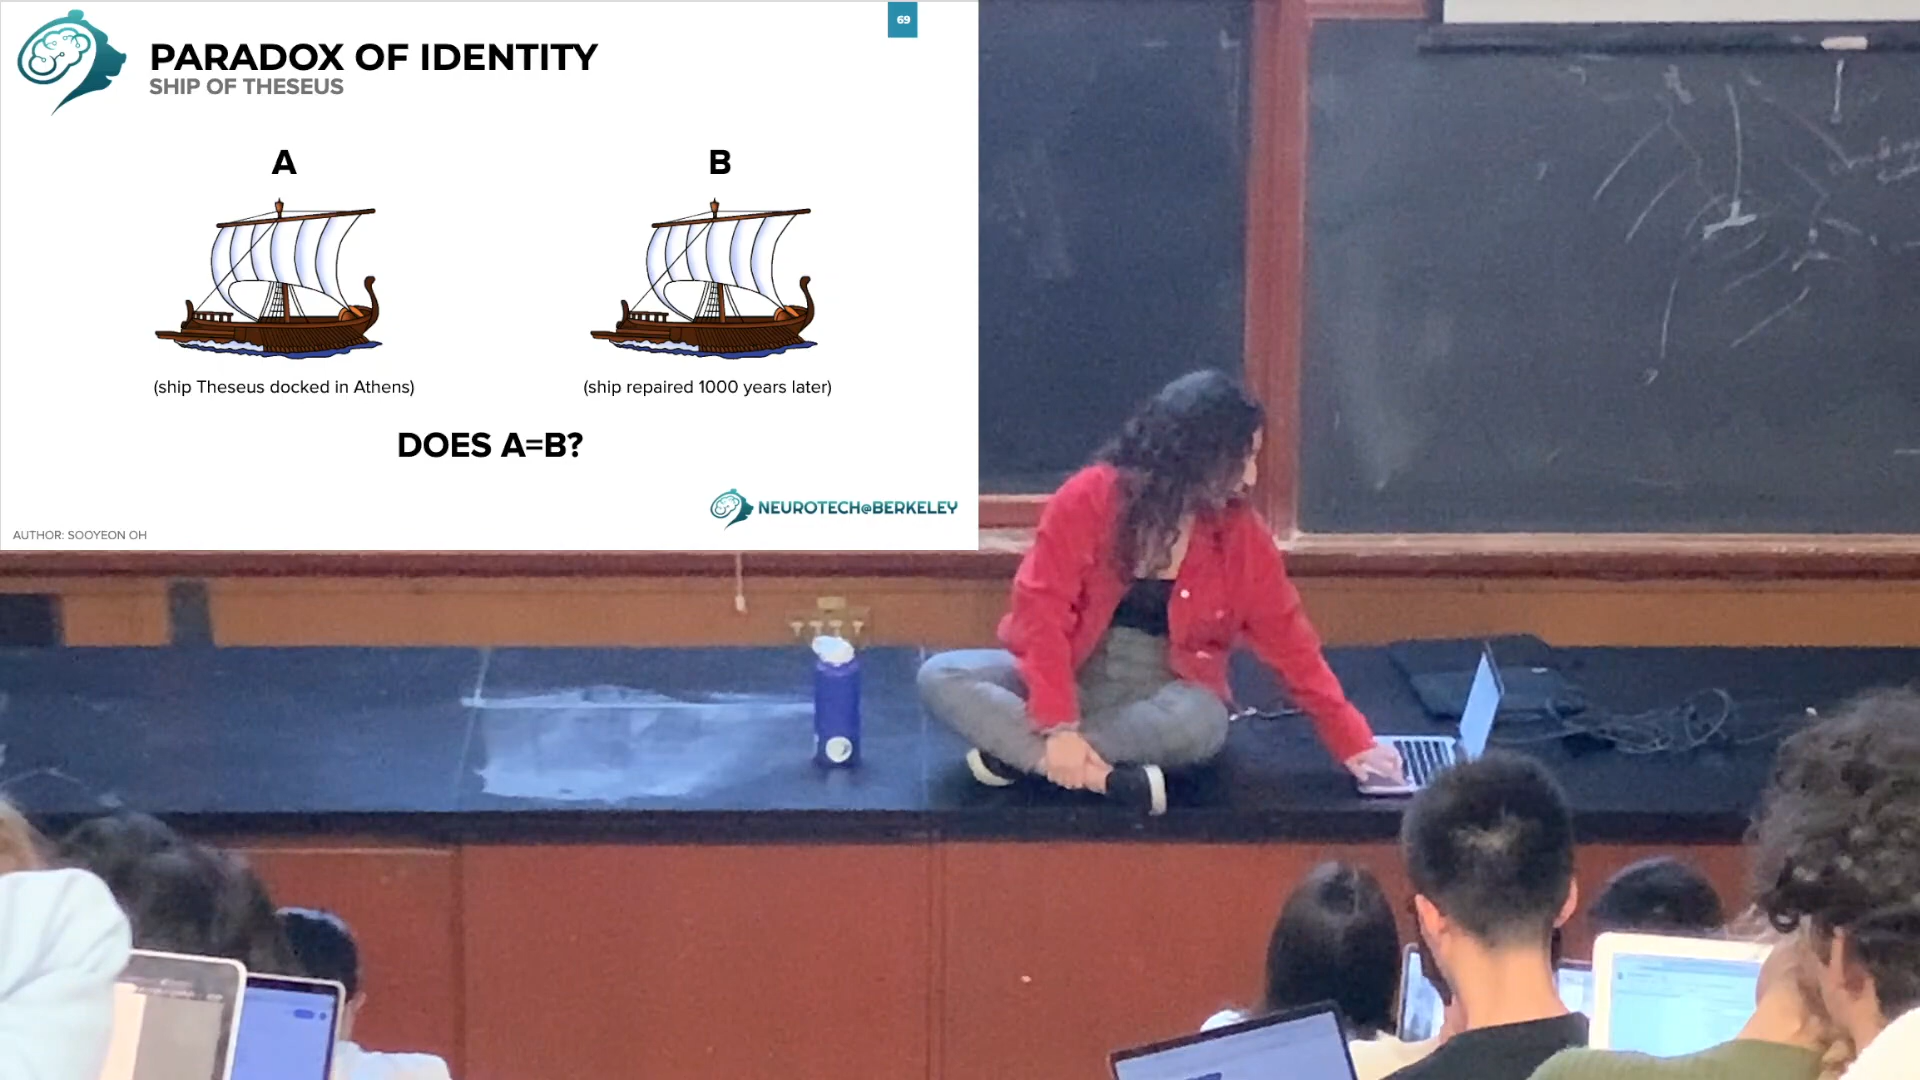 69
PARADOX OF IDENTITY
SHIP OF THESEUS
A
B
(ship Theseus docked in Athens)
(ship repaired 1000 years later)
DOES A=B?
NEUROTECH@BERKELEY
AUTHOR: SOOYEON OH